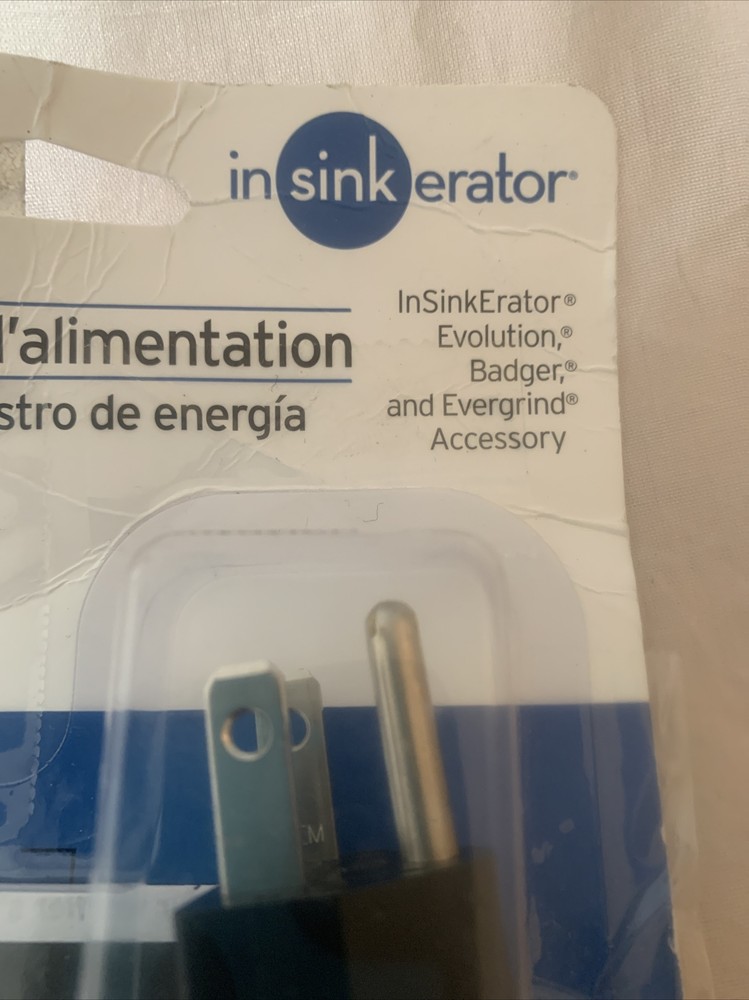 insinkerator®
l'alimentation
stro de energía
InSinkErator®
Evolution,®
Badger,®
and Evergrind®
Accessory